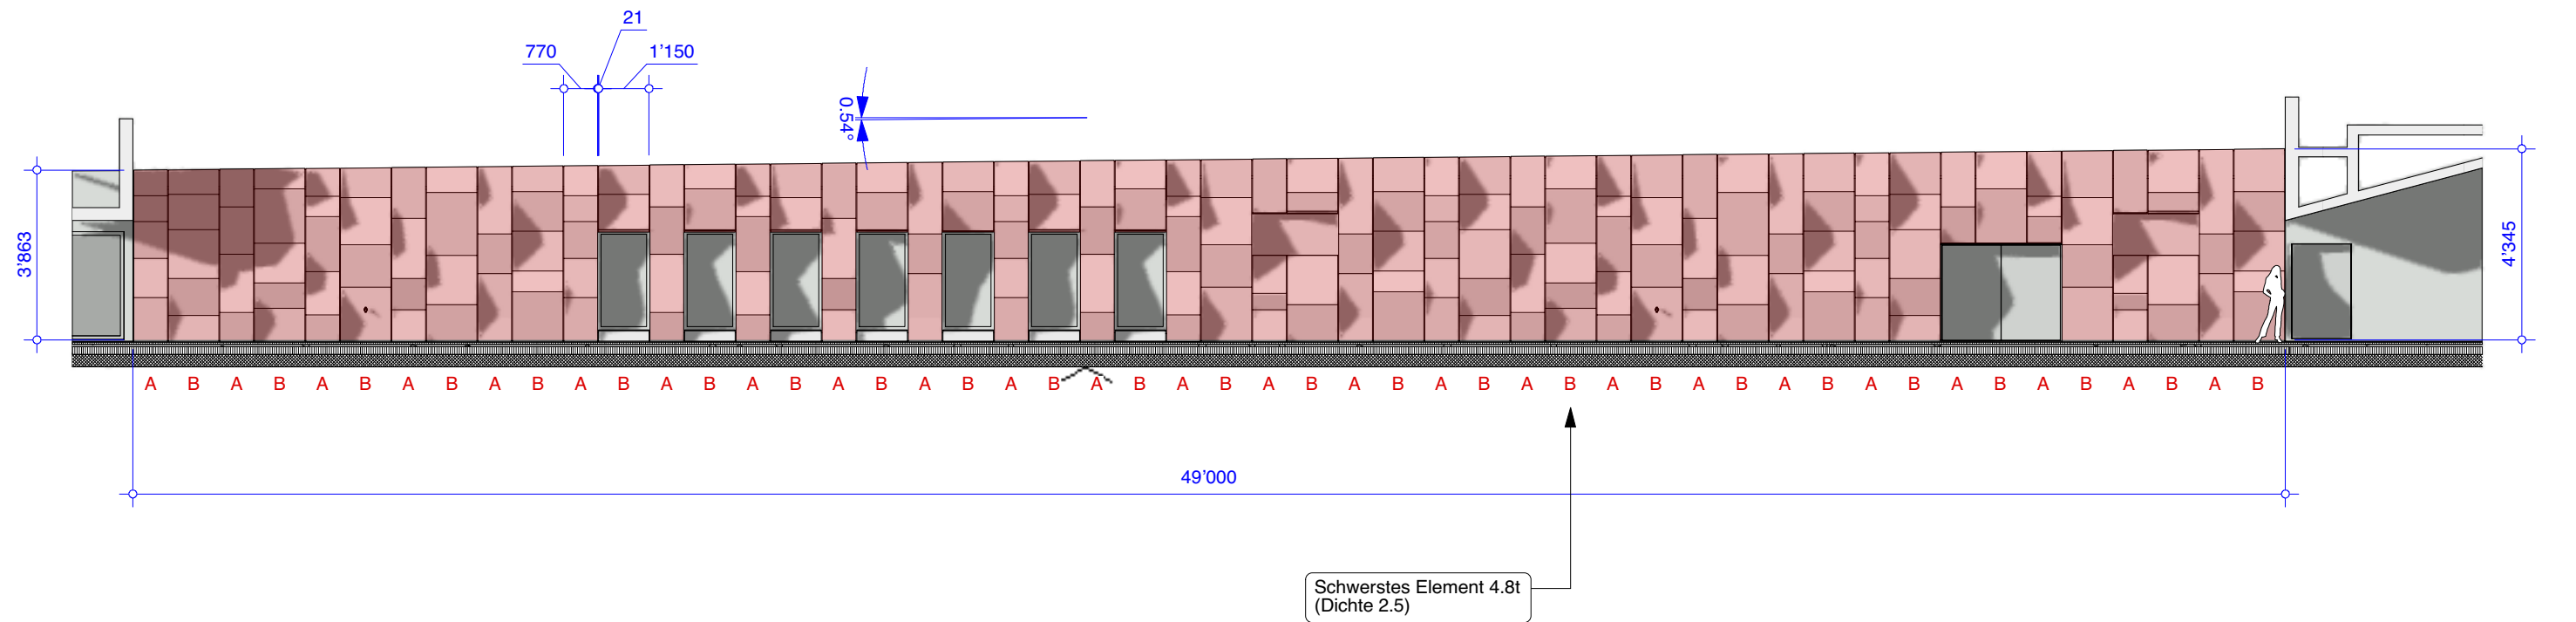 21
770
1’150
0.54°
3’863
4’345
A B A B A B A B A B A B A B A B A B A B A B A B A B A B A B A B A B A B A B A B A B A B A B A B A B A B
49’000
Schwerstes Element 4.8t
(Dichte 2.5)